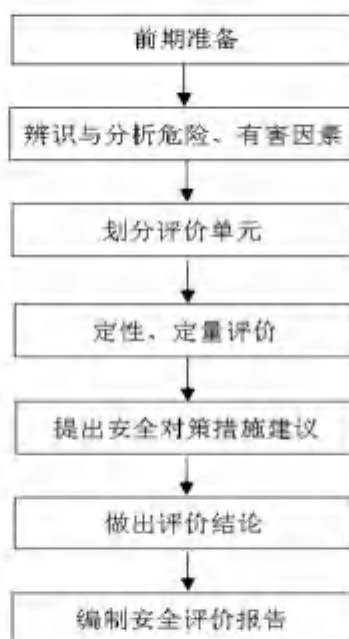 前期准备
辨识与分析危险、有害因素
划分评价单元
定性、定量评价
提出安全对策措施建议
做出评价结论
编制安全评价报告